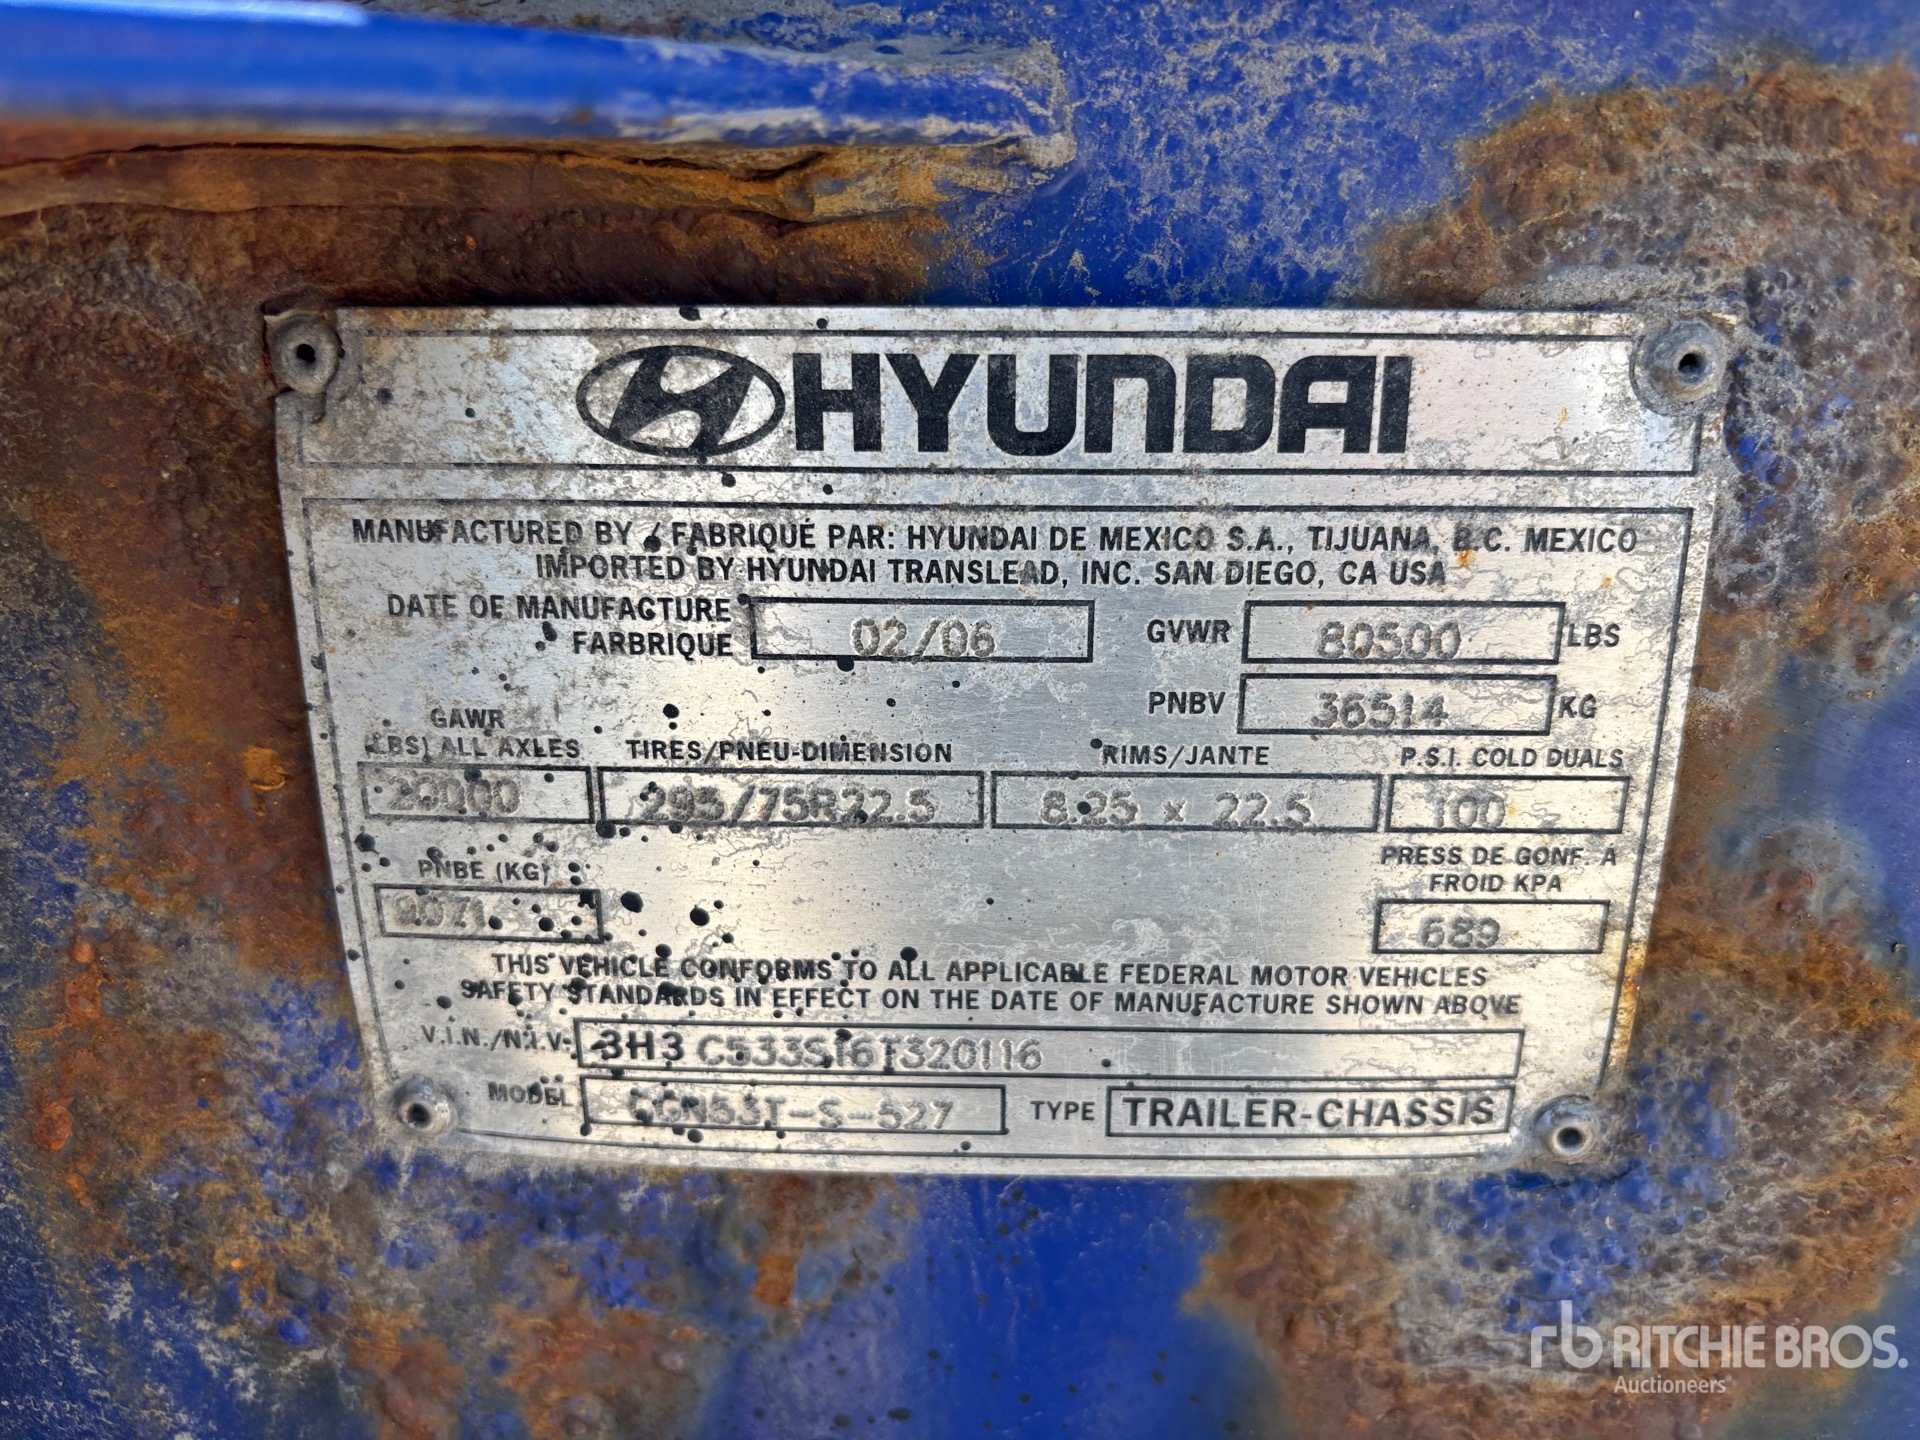 HYUNDAI
MANUFACTURED BY / FABRIQUÉ PAR: HYUNDAI DE MEXICO S.A., TIJUANA, B.C. MEXICO
IMPORTED BY HYUNDAI TRANSLEAD, INC. SAN DIEGO, CA USA
DATE OF MANUFACTURE
FARBRIQUE 02/06
GVWR 80500 LBS
PNBV 36514 KG
GAWR
(LBS) ALL AXLES TIRES/PNEU-DIMENSION RIMS/JANTE P.S.I. COLD DUALS
20000 295/75R22.5 8.25 x 22.5 100
PNBE (KG) PRESS DE GONF. A
FROID KPA
9071 689
THIS VEHICLE CONFORMS TO ALL APPLICABLE FEDERAL MOTOR VEHICLES
SAFETY STANDARDS IN EFFECT ON THE DATE OF MANUFACTURE SHOWN ABOVE
V.I.N./N.I.V. 3H3 C533S16T320116
MODEL TYPE TRAILER-CHASSIS
rb RITCHIE BROS.
Auctioneers